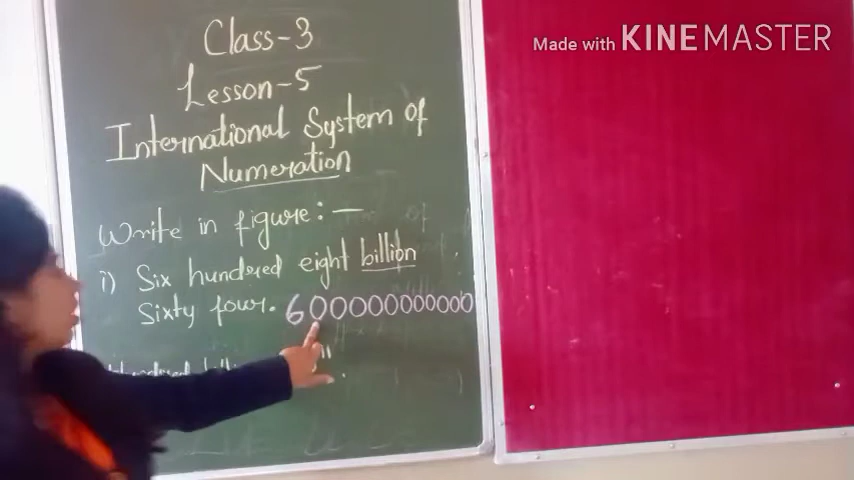 Made with KINEMASTER
Class-3
Lesson-5
International System of
Numeration
Write in figure:—
i) Six hundred eight billion
Sixty four. 600000000000